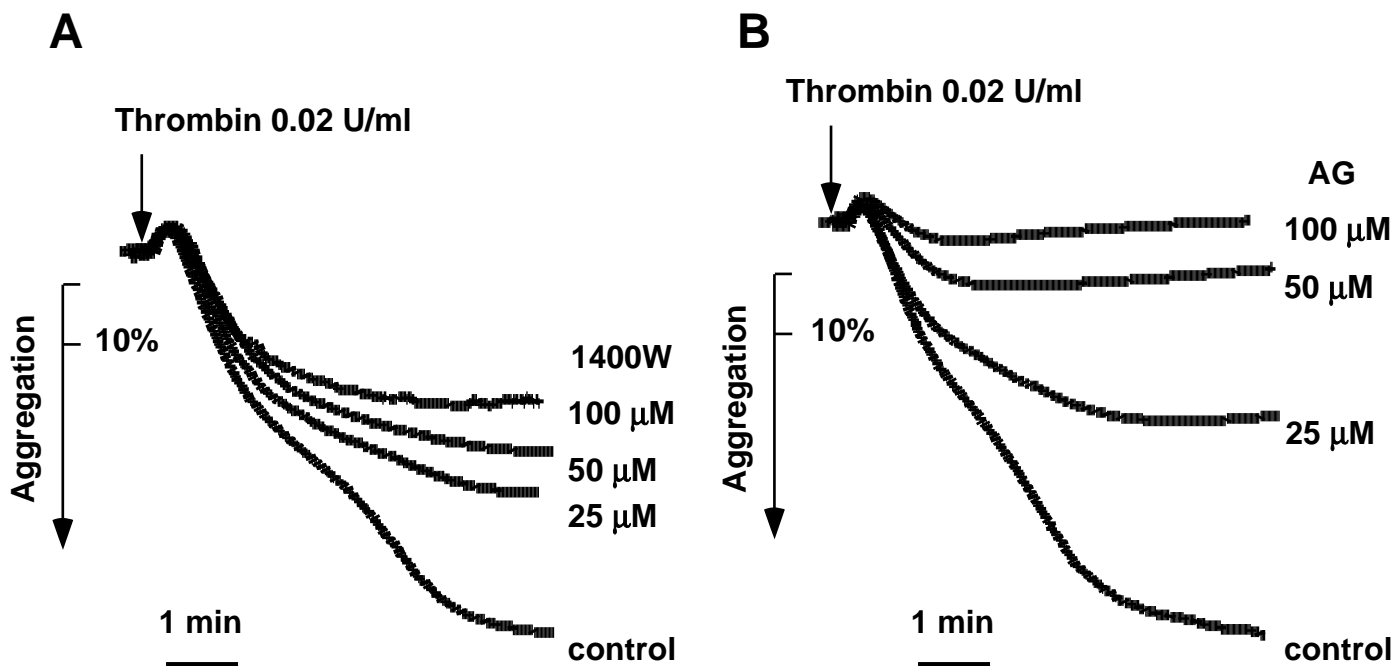 A
Thrombin 0.02 U/ml
10%
Aggregation
1400W
100 μM
50 μM
25 μM
control
1 min
B
Thrombin 0.02 U/ml
AG
100 μM
50 μM
10%
Aggregation
25 μM
control
1 min